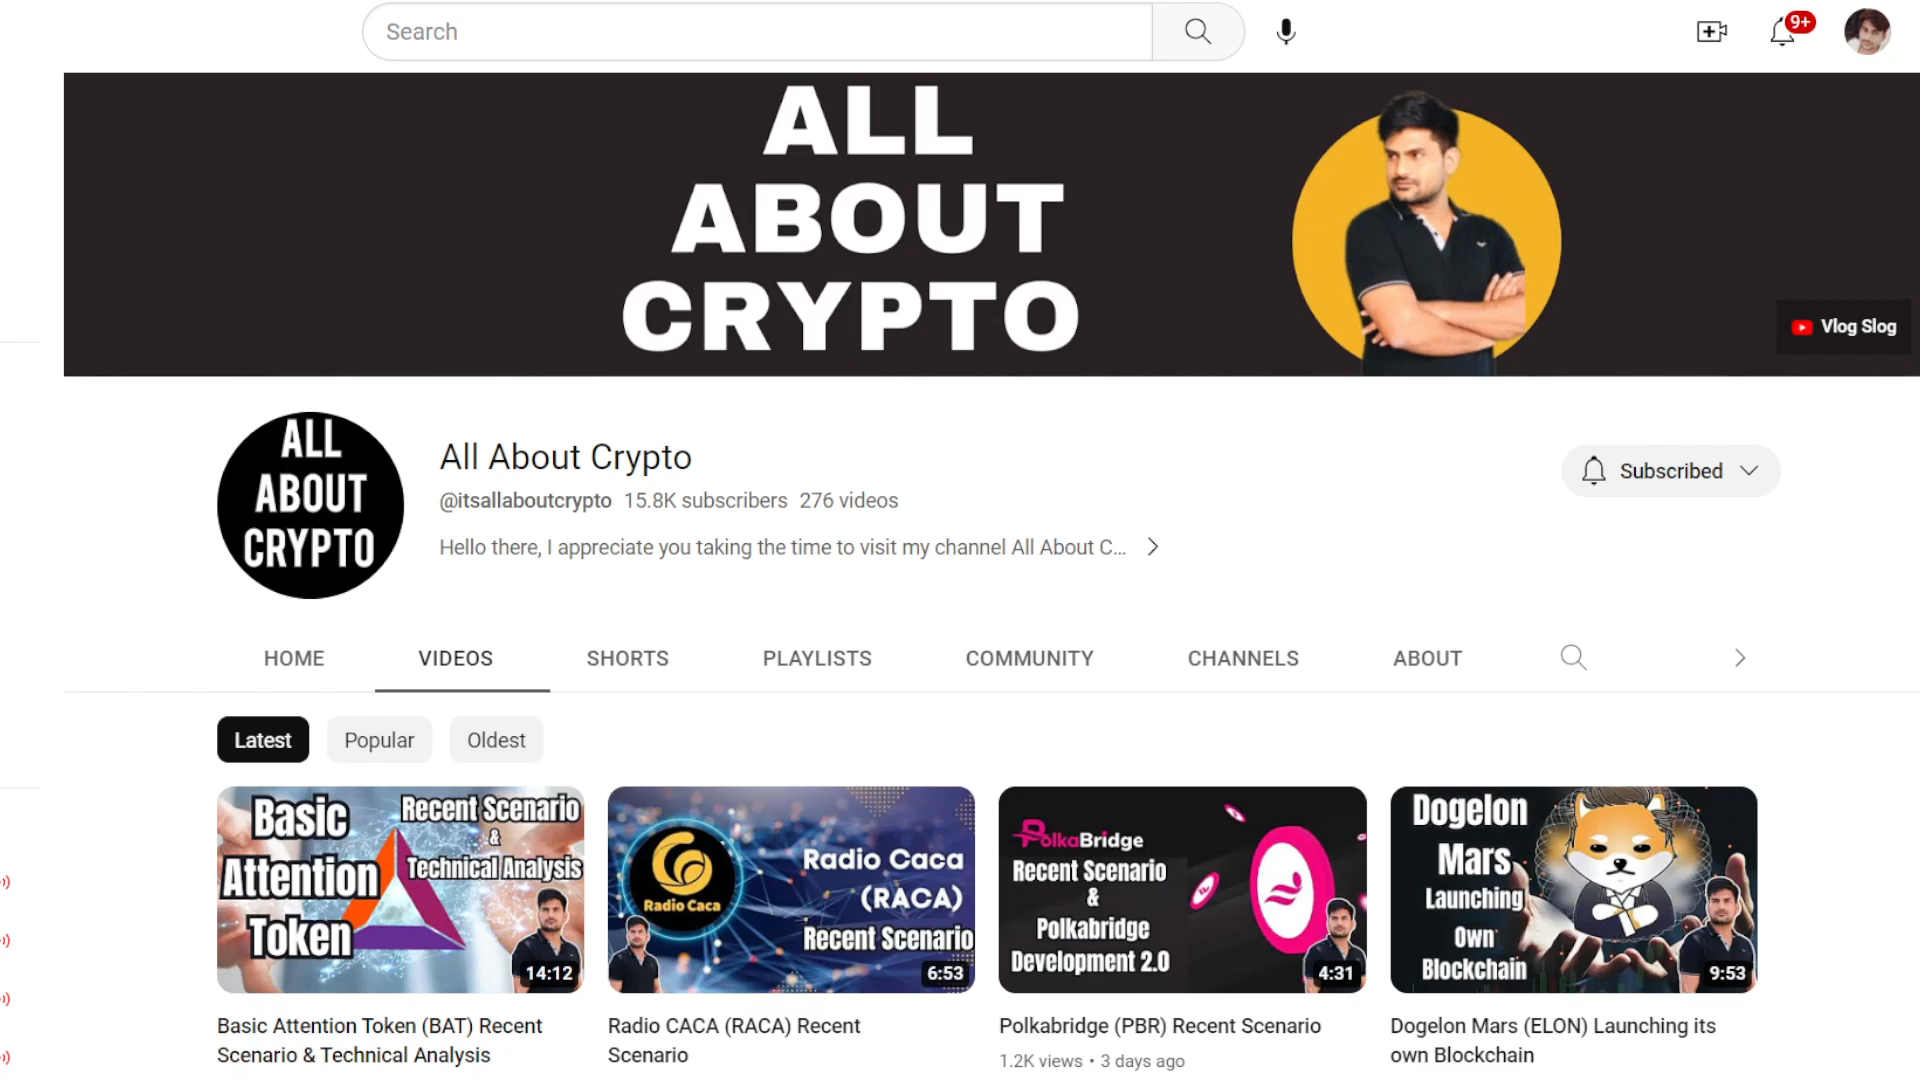 Search
9+
ALL
ABOUT
CRYPTO
Vlog Slog
ALL
ABOUT
CRYPTO
All About Crypto
@itsallaboutcrypto 15.8K subscribers 276 videos
Hello there, I appreciate you taking the time to visit my channel All About C...
Subscribed
HOME VIDEOS SHORTS PLAYLISTS COMMUNITY CHANNELS ABOUT
Latest Popular Oldest
Basic
Attention
Token
Recent Scenario
&
Technical Analysis
14:12
Radio Caca
Radio Caca
(RACA)
Recent Scenario
6:53
PolkaBridge
Recent Scenario
&
Polkabridge
Development 2.0
4:31
Dogelon
Mars
Launching
Own
Blockchain
9:53
Basic Attention Token (BAT) Recent
Scenario & Technical Analysis
Radio CACA (RACA) Recent
Scenario
Polkabridge (PBR) Recent Scenario
1.2K views • 3 days ago
Dogelon Mars (ELON) Launching its
own Blockchain